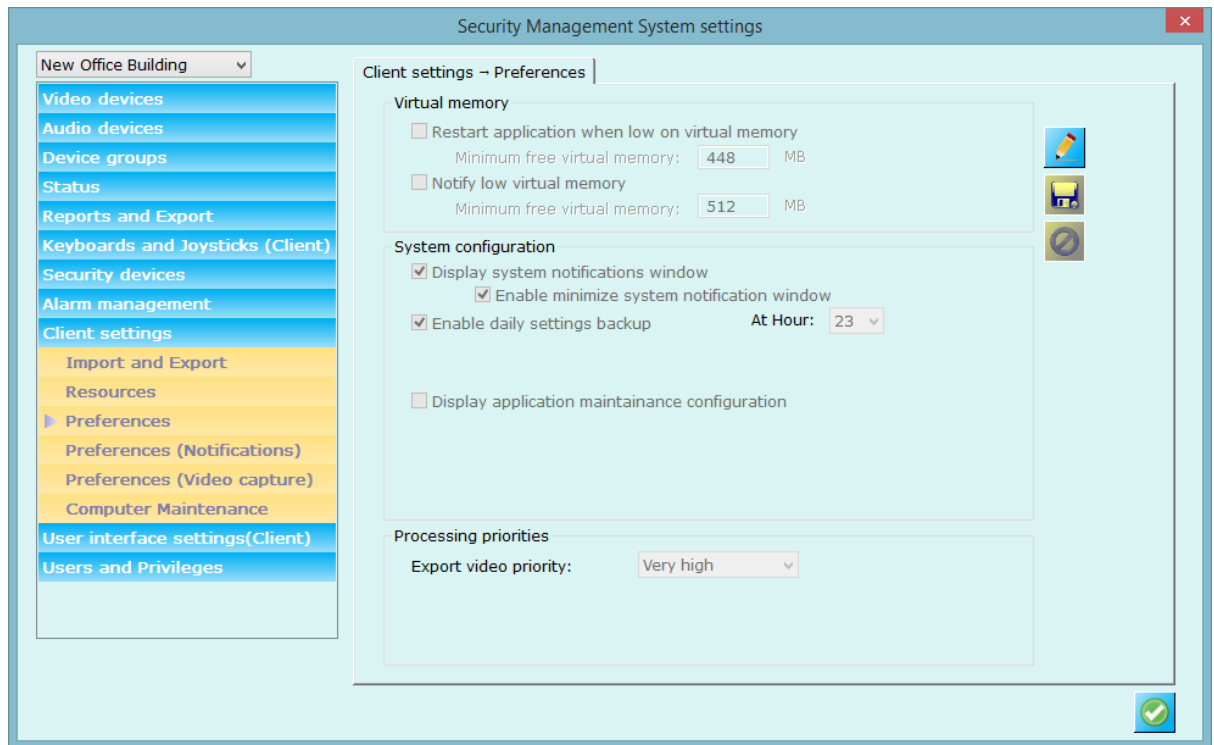 Security Management System settings
New Office Building
Video devices
Audio devices
Device groups
Status
Reports and Export
Keyboards and Joysticks (Client)
Security devices
Alarm management
Client settings
Import and Export
Resources
Preferences
Preferences (Notifications)
Preferences (Video capture)
Computer Maintenance
User interface settings(Client)
Users and Privileges
Client settings → Preferences
Virtual memory
Restart application when low on virtual memory
Minimum free virtual memory: 448 MB
Notify low virtual memory
Minimum free virtual memory: 512 MB
System configuration
Display system notifications window
Enable minimize system notification window
Enable daily settings backup At Hour: 23
Display application maintainance configuration
Processing priorities
Export video priority: Very high